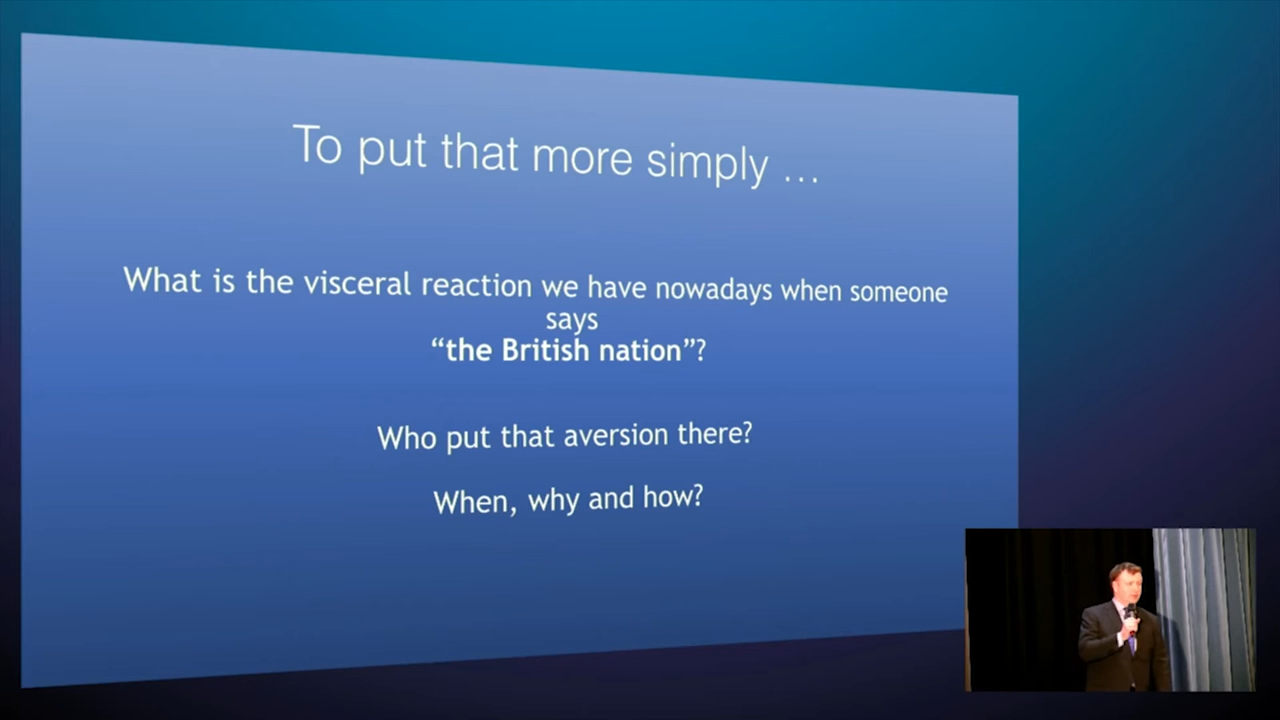 To put that more simply ...
What is the visceral reaction we have nowadays when someone
says
“the British nation”?
Who put that aversion there?
When, why and how?